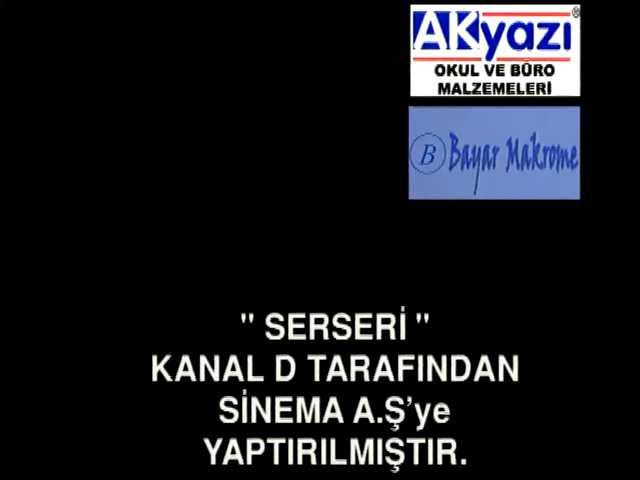 AKyazı®
OKUL VE BÜRO
MALZEMELERİ
B Bayar Makrome
" SERSERİ "
KANAL D TARAFINDAN
SİNEMA A.Ş’ye
YAPTIRILMIŞTIR.